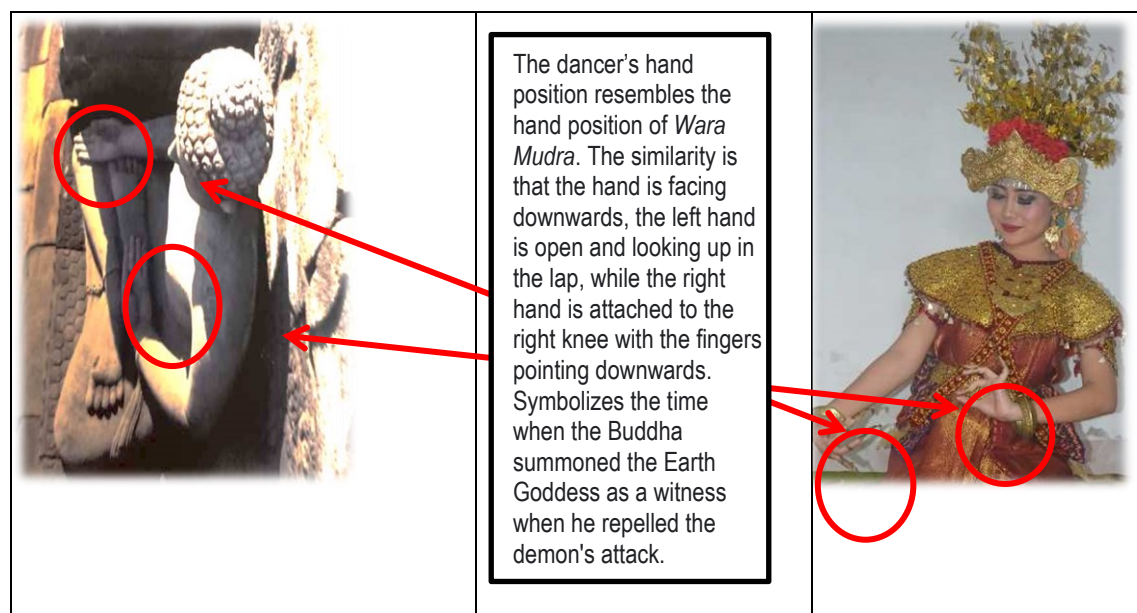 The dancer’s hand
position resembles the
hand position of Wara
Mudra. The similarity is
that the hand is facing
downwards, the left hand
is open and looking up in
the lap, while the right
hand is attached to the
right knee with the fingers
pointing downwards.
Symbolizes the time
when the Buddha
summoned the Earth
Goddess as a witness
when he repelled the
demon's attack.